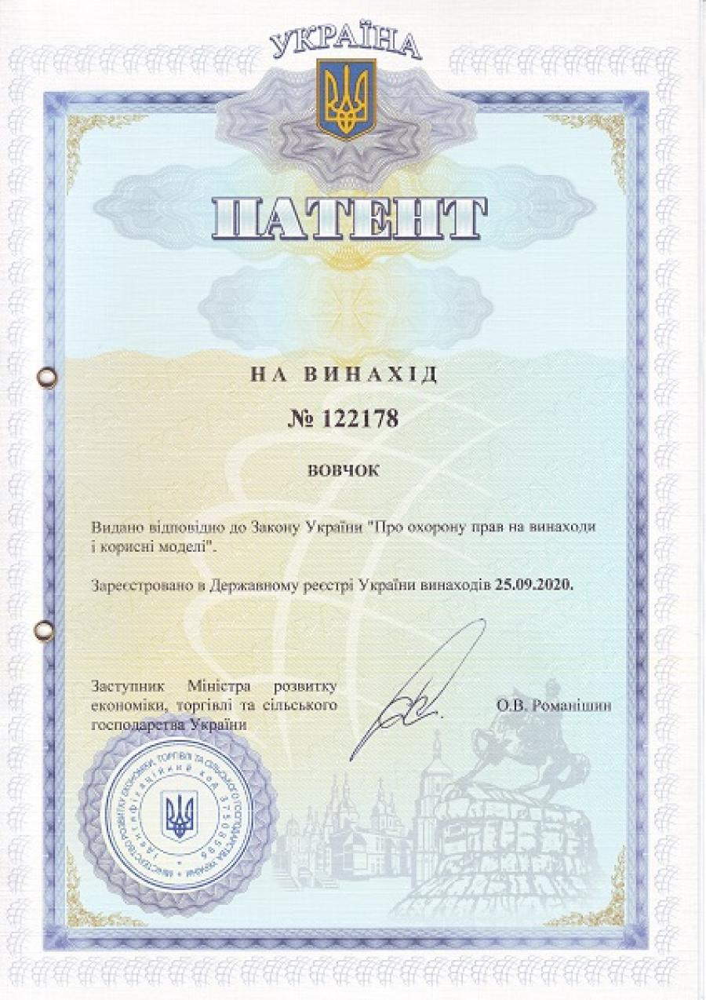 УКРАЇНА
ПАТЕНТ
НА ВИНАХІД
№ 122178
ВОВЧОК
Видано відповідно до Закону України "Про охорону прав на винаходи
і корисні моделі".
Зареєстровано в Державному реєстрі України винаходів 25.09.2020.
Заступник Міністра розвитку
економіки, торгівлі та сільського
господарства України
О.В. Романішин
МІНІСТЕРСТВО РОЗВИТКУ ЕКОНОМІКИ, ТОРГІВЛІ ТА СІЛЬСЬКОГО ГОСПОДАРСТВА УКРАЇНИ
Ідентифікаційний код 37508596